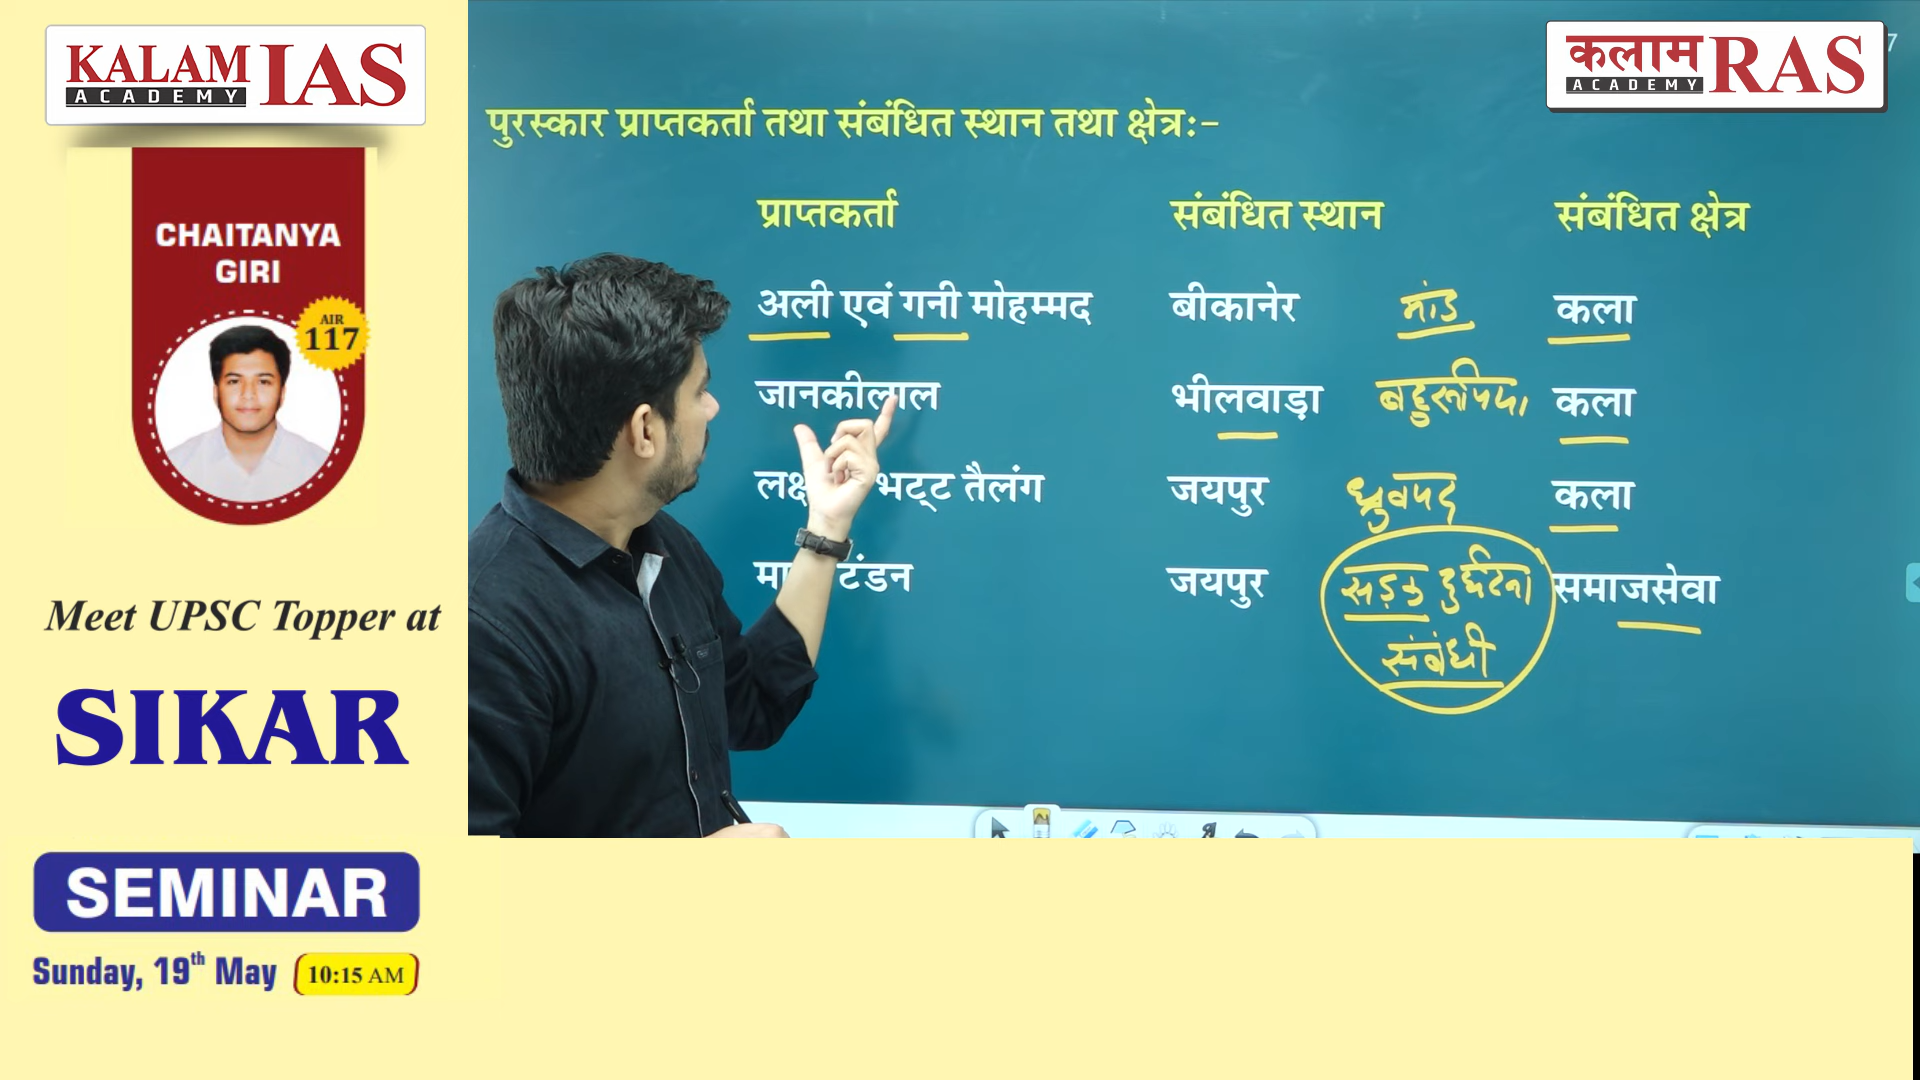 KALAM IAS
ACADEMY
CHAITANYA
GIRI
AIR
117
Meet UPSC Topper at
SIKAR
SEMINAR
Sunday, 19th May 10:15 AM
कलाम RAS
ACADEMY
7
पुरस्कार प्राप्तकर्ता तथा संबंधित स्थान तथा क्षेत्र:-
प्राप्तकर्ता संबंधित स्थान संबंधित क्षेत्र
अली एवं गनी मोहम्मद बीकानेर मांड कला
जानकीलाल भीलवाड़ा कला
भट्ट तैलंग जयपुर ध्रुवपद कला
टंडन जयपुर सड़क दुर्घटना समाजसेवा
संबंधी